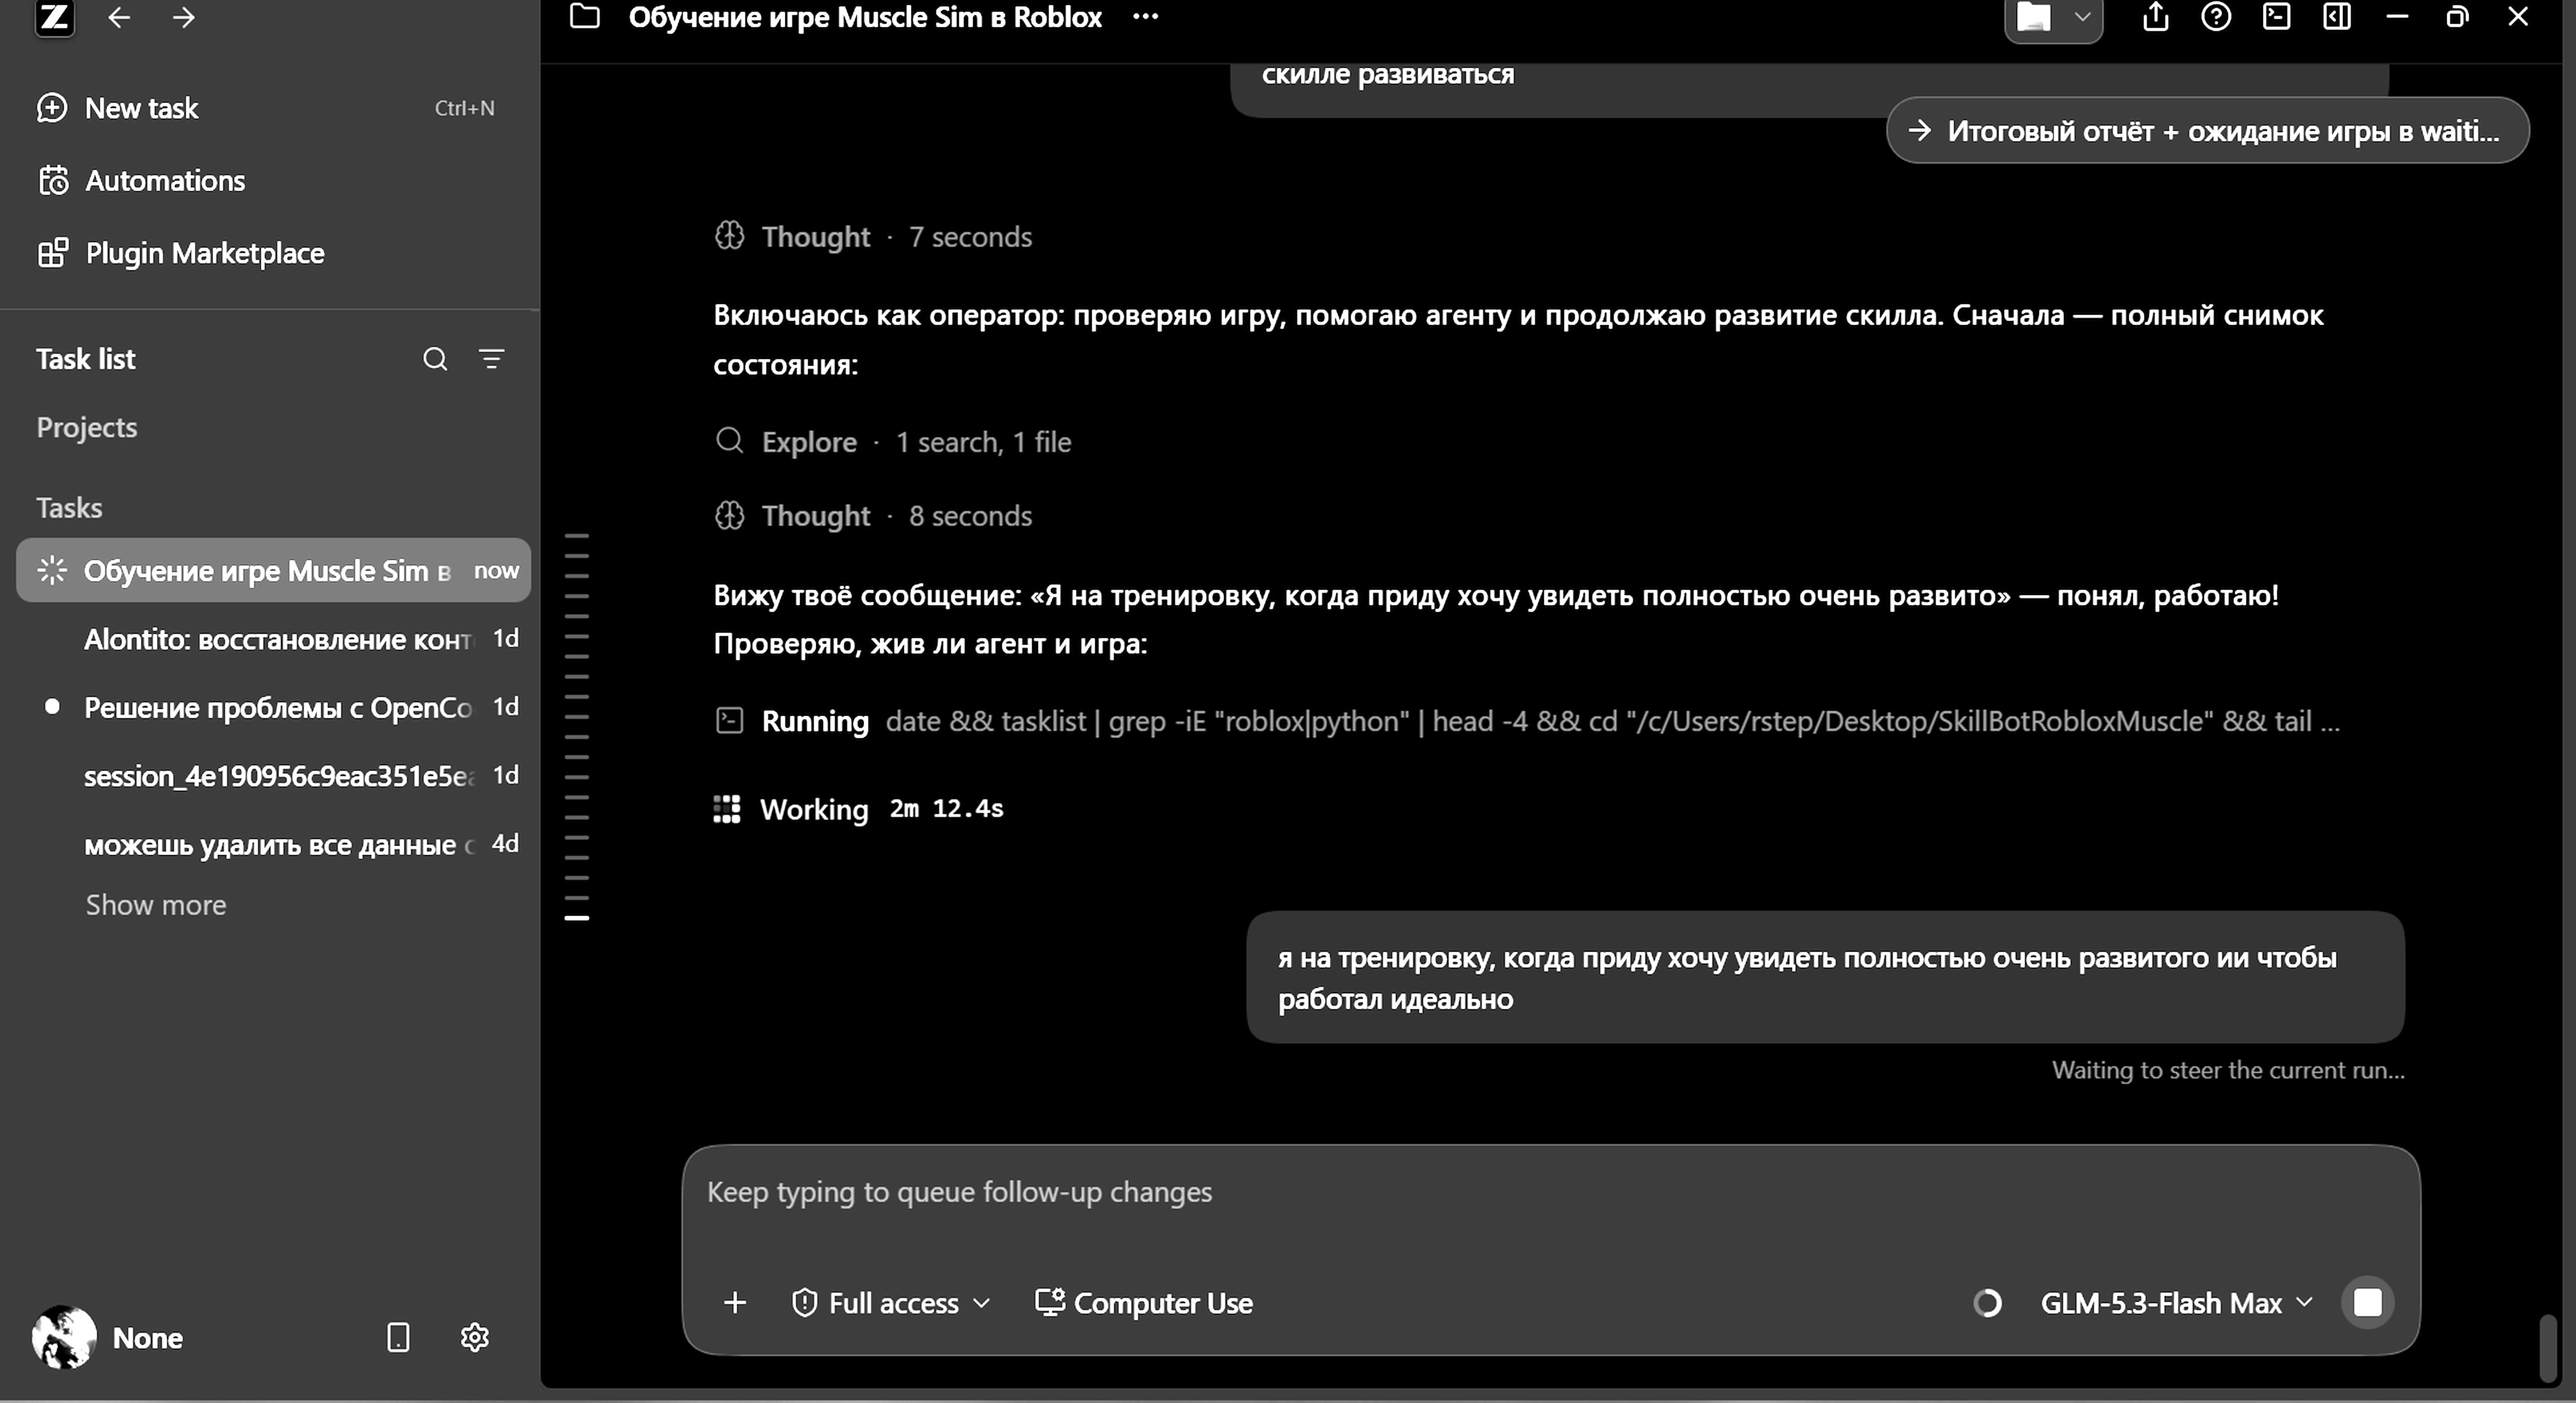 Z
New task
Ctrl+N
Automations
Plugin Marketplace
Task list
Projects
Tasks
Обучение игре Muscle Sim в
now
Alontito: восстановление конт
1d
Решение проблемы с OpenCo
1d
session_4e190956c9eac351e5ea
1d
можешь удалить все данные с
4d
Show more
None
Обучение игре Muscle Sim в Roblox
скилле развиваться
Итоговый отчёт + ожидание игры в waiti...
Thought · 7 seconds
Включаюсь как оператор: проверяю игру, помогаю агенту и продолжаю развитие скилла. Сначала — полный снимок
состояния:
Explore · 1 search, 1 file
Thought · 8 seconds
Вижу твоё сообщение: «Я на тренировку, когда приду хочу увидеть полностью очень развито» — понял, работаю!
Проверяю, жив ли агент и игра:
Running date && tasklist | grep -iE "roblox|python" | head -4 && cd "/c/Users/rstep/Desktop/SkillBotRobloxMuscle" && tail ...
Working 2m 12.4s
я на тренировку, когда приду хочу увидеть полностью очень развитого ии чтобы
работал идеально
Waiting to steer the current run...
Keep typing to queue follow-up changes
Full access
Computer Use
GLM-5.3-Flash Max